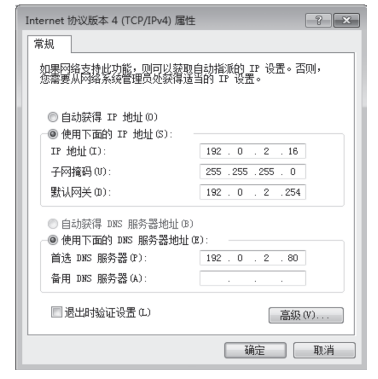 Internet 协议版本 4 (TCP/IPv4) 属性
常规
如果网络支持此功能，则可以获取自动指派的 IP 设置。否则，
您需要从网络系统管理员处获得适当的 IP 设置。
自动获得 IP 地址(O)
使用下面的 IP 地址(S):
IP 地址(I): 192 . 0 . 2 . 16
子网掩码(U): 255 .255 .255 . 0
默认网关(D): 192 . 0 . 2 .254
自动获得 DNS 服务器地址(B)
使用下面的 DNS 服务器地址(E):
首选 DNS 服务器(P): 192 . 0 . 2 . 80
备用 DNS 服务器(A): . . .
退出时验证设置(L)
高级(V)...
确定 取消